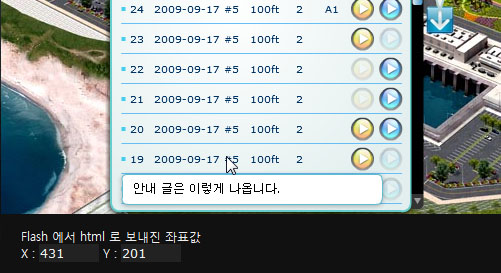 24 2009-09-17 #5 100ft 2 A1
23 2009-09-17 #5 100ft 2
22 2009-09-17 #5 100ft 2
21 2009-09-17 #5 100ft 2
20 2009-09-17 #5 100ft 2
19 2009-09-17 #5 100ft 2
안내 글은 이렇게 나옵니다.
Flash 에서 html 로 보내진 좌표값
X : 431 Y : 201